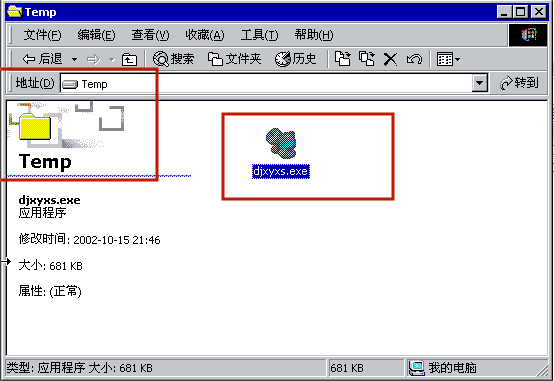 Temp
文件(F) 编辑(E) 查看(V) 收藏(A) 工具(T) 帮助(H)
后退 搜索 文件夹 历史
地址(D) Temp 转到
Temp
djxyxs.exe
djxyxs.exe
应用程序
修改时间: 2002-10-15 21:46
大小: 681 KB
属性: (正常)
类型: 应用程序 大小: 681 KB 681 KB 我的电脑